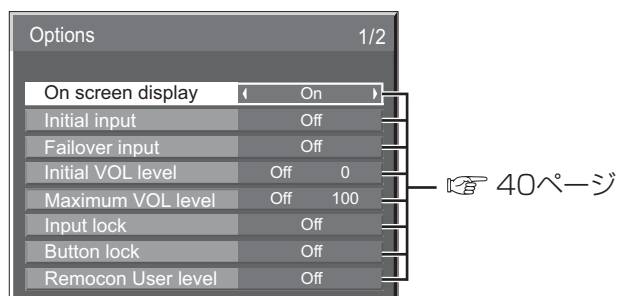 Options 1/2
On screen display On
Initial input Off
Failover input Off
Initial VOL level Off 0
Maximum VOL level Off 100
Input lock Off
Button lock Off
Remocon User level Off
☞ 40ページ